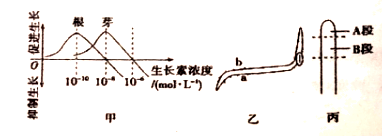 促进生长
根 芽
O
生长素浓度
抑制生长
10⁻¹⁰ 10⁻⁸ 10⁻⁶ /(mol·L⁻¹)
甲
b
a
乙
A段
B段
丙